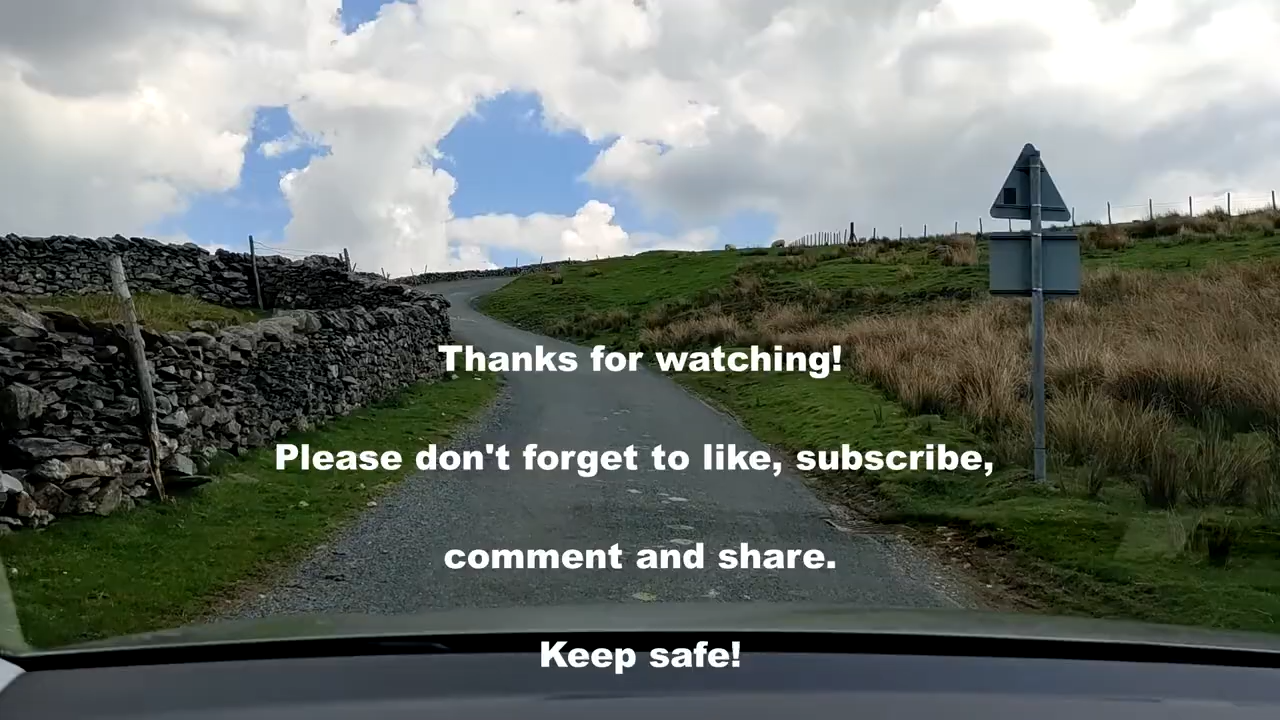 Thanks for watching!
Please don't forget to like, subscribe,
comment and share.
Keep safe!